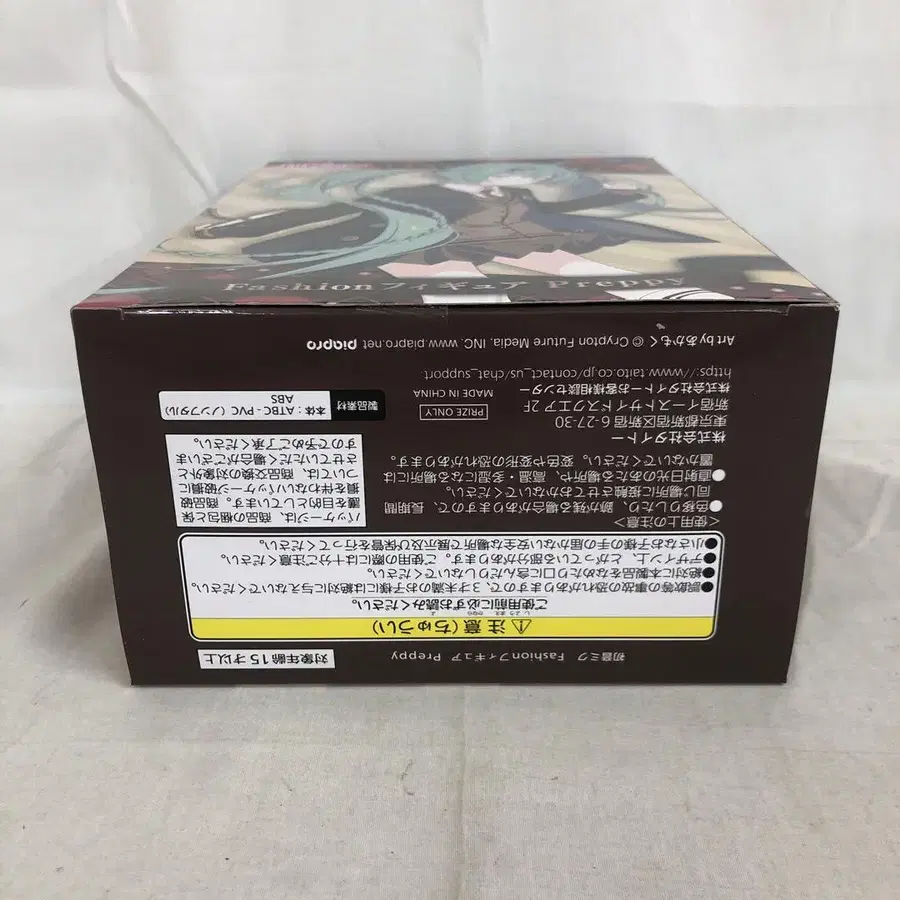 Fashionフィギュア Preppy
初音ミク Fashionフィギュア Preppy
対象年齢15才以上
注意(ちゅうい)
ご使用前に必ずお読みください。
●誤飲等の事故の恐れがありますので、3才未満のお子様には絶対に与えないでください。
●絶対に本製品をなめたり口に含んだりしないでください。
●デザイン上、とがっている部分があります。ご使用の際には十分ご注意ください。
●小さなお子様の手の届かない安全な場所で展示及び保管を行ってください。
<使用上の注意>
●色移りしたり、跡が残る場合がありますので、長期間
同じ場所に接触させておかないでください。
●直射日光のあたる場所や、高温・多湿になる場所には
置かないでください。変色や変形の恐れがあります。
パッケージは、商品の梱包と保
護を目的としています。商品破
損を伴わないパッケージ破損に
ついては、商品交換の対象外と
させていただいている場合がございま
すので予めご了承ください。
株式会社タイトー
東京都新宿区新宿 6-27-30
新宿イーストサイドスクエア 2F
株式会社タイトーお客様相談センター
https://www.taito.co.jp/contact_us/chat_support
PRIZE ONLY
MADE IN CHINA
製品素材
本体:ATBC-PVC(ノンフタル)
ABS
Art by あかもく © Crypton Future Media, INC. www.piapro.net piapro